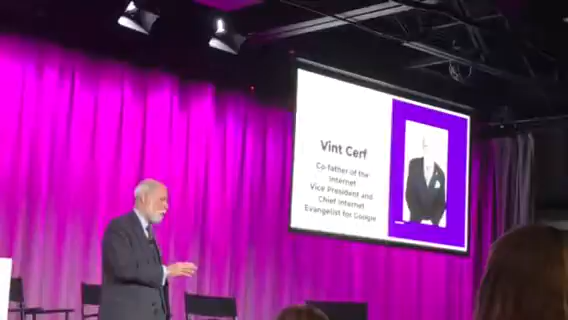 Vint Cerf
Co-father of the
Internet
Vice President and
Chief Internet
Evangelist for Google